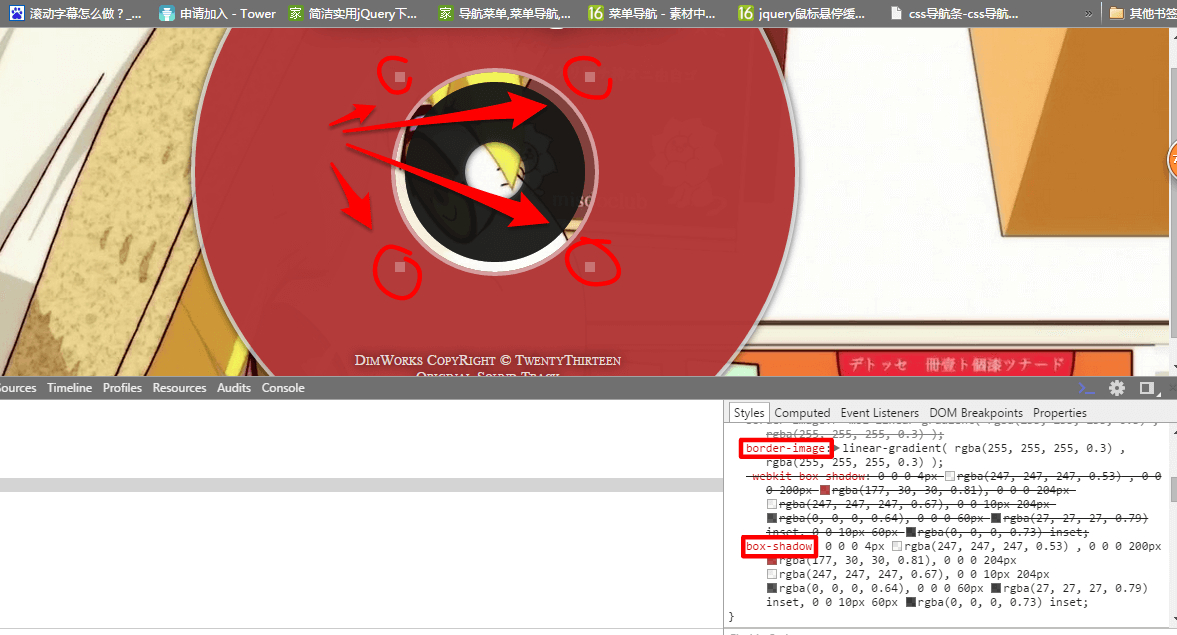 滚动字幕怎么做？_... 申请加入 - Tower 简洁实用jQuery下... 导航菜单,菜单导航,... 菜单导航 - 素材中... jquery鼠标悬停缓... css导航条-css导航... » 其他书签
DimWorks CopyRight © TwentyThirteen
Original Sound Track
デトッセ 冊壹ト個漆ツナード
ources Timeline Profiles Resources Audits Console
Styles Computed Event Listeners DOM Breakpoints Properties
rgba(255, 255, 255, 0.3) );
border-image: linear-gradient( rgba(255, 255, 255, 0.3) ,
rgba(255, 255, 255, 0.3) );
-webkit-box-shadow: 0 0 0 4px rgba(247, 247, 247, 0.53) , 0 0
0 200px rgba(177, 30, 30, 0.81), 0 0 0 204px
rgba(247, 247, 247, 0.67), 0 0 10px 204px
rgba(0, 0, 0, 0.64), 0 0 0 60px rgba(27, 27, 27, 0.79)
inset, 0 0 10px 60px rgba(0, 0, 0, 0.73) inset;
box-shadow 0 0 0 4px rgba(247, 247, 247, 0.53) , 0 0 0 200px
rgba(177, 30, 30, 0.81), 0 0 0 204px
rgba(247, 247, 247, 0.67), 0 0 10px 204px
rgba(0, 0, 0, 0.64), 0 0 0 60px rgba(27, 27, 27, 0.79)
inset, 0 0 10px 60px rgba(0, 0, 0, 0.73) inset;
}